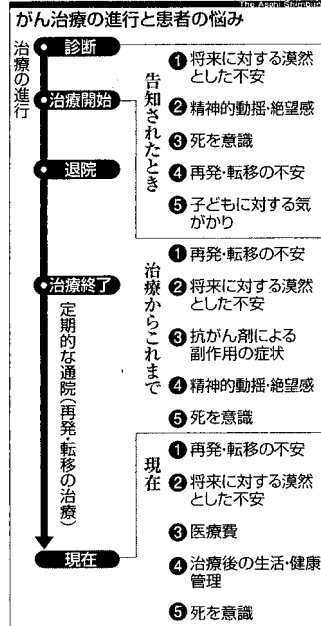 The Asahi Shimbun
がん治療の進行と患者の悩み
治療の進行
診断
治療開始
退院
治療終了
定期的な通院(再発・転移の治療)
現在
告知されたとき
❶将来に対する漠然
とした不安
❷精神的動揺・絶望感
❸死を意識
❹再発・転移の不安
❺子どもに対する気
がかり
治療からこれまで
❶再発・転移の不安
❷将来に対する漠然
とした不安
❸抗がん剤による
副作用の症状
❹精神的動揺・絶望感
❺死を意識
現在
❶再発・転移の不安
❷将来に対する漠然
とした不安
❸医療費
❹治療後の生活・健康
管理
❺死を意識